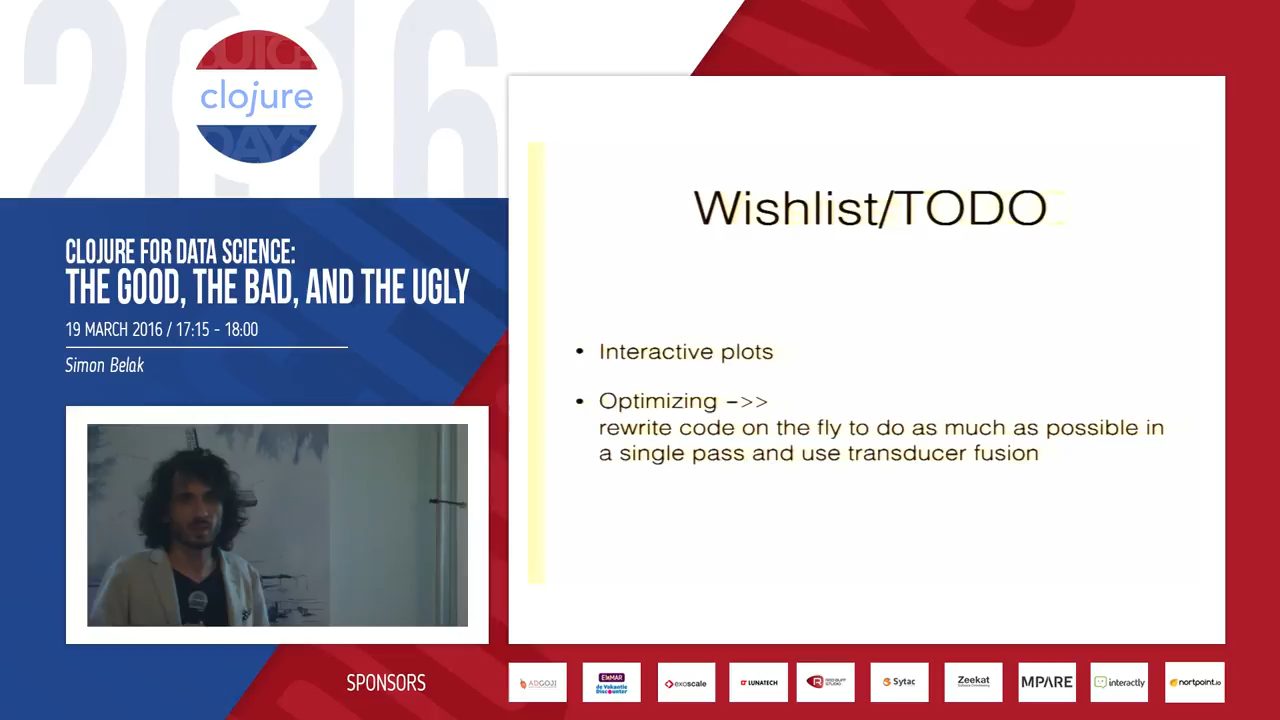 2016
DUTCH
clojure
DAYS
CLOJURE FOR DATA SCIENCE:
THE GOOD, THE BAD, AND THE UGLY
19 MARCH 2016 / 17:15 - 18:00
Simon Belak
Wishlist/TODO
• Interactive plots
• Optimizing ->>
rewrite code on the fly to do as much as possible in
a single pass and use transducer fusion
SPONSORS
ADGOJI
EMAR
de Vakantie
Discounter
exoscale
LUNATECH
Sytac
Zeekat
MPARE
interactly
nortpoint.io